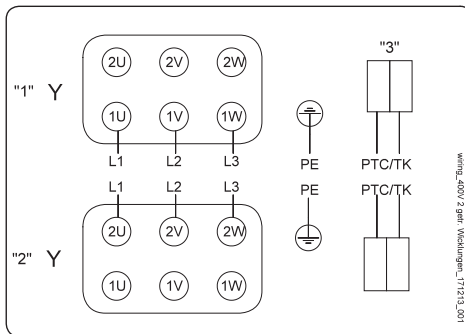 "3"
2U 2V 2W
"1" Y
1U 1V 1W
L1 L2 L3 PE PTC/TK
L1 L2 L3 PE PTC/TK
2U 2V 2W
"2" Y
1U 1V 1W
wiring_400V 2 getr. Wicklungen_171213_001